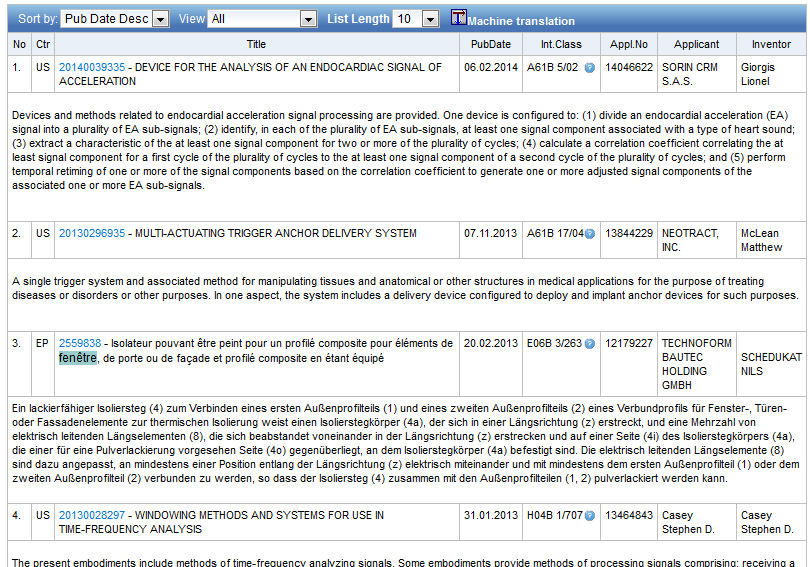 Sort by: Pub Date Desc View All List Length 10 Machine translation
No Ctr Title PubDate Int.Class Appl.No Applicant Inventor
1. US 20140039335 - DEVICE FOR THE ANALYSIS OF AN ENDOCARDIAC SIGNAL OF 06.02.2014 A61B 5/02 14046622 SORIN CRM Giorgis
ACCELERATION S.A.S. Lionel
Devices and methods related to endocardial acceleration signal processing are provided. One device is configured to: (1) divide an endocardial acceleration (EA)
signal into a plurality of EA sub-signals; (2) identify, in each of the plurality of EA sub-signals, at least one signal component associated with a type of heart sound;
(3) extract a characteristic of the at least one signal component for two or more of the plurality of cycles; (4) calculate a correlation coefficient correlating the at
least signal component for a first cycle of the plurality of cycles to the at least one signal component of a second cycle of the plurality of cycles; and (5) perform
temporal retiming of one or more of the signal components based on the correlation coefficient to generate one or more adjusted signal components of the
associated one or more EA sub-signals.
2. US 20130296935 - MULTI-ACTUATING TRIGGER ANCHOR DELIVERY SYSTEM 07.11.2013 A61B 17/04 13844229 NEOTRACT, McLean
INC. Matthew
A single trigger system and associated method for manipulating tissues and anatomical or other structures in medical applications for the purpose of treating
diseases or disorders or other purposes. In one aspect, the system includes a delivery device configured to deploy and implant anchor devices for such purposes.
3. EP 2559838 - Isolateur pouvant être peint pour un profilé composite pour éléments de 20.02.2013 E06B 3/263 12179227 TECHNOFORM
fenêtre, de porte ou de façade et profilé composite en étant équipé BAUTEC SCHEDUKAT
HOLDING NILS
GMBH
Ein lackierfähiger Isoliersteg (4) zum Verbinden eines ersten Außenprofilteils (1) und eines zweiten Außenprofilteils (2) eines Verbundprofils für Fenster-, Türen-
oder Fassadenelemente zur thermischen Isolierung weist einen Isolierstegkörper (4a), der sich in einer Längsrichtung (z) erstreckt, und eine Mehrzahl von
elektrisch leitenden Längselementen (8), die sich beabstandet voneinander in der Längsrichtung (z) erstrecken und auf einer Seite (4i) des Isolierstegkörpers (4a),
die einer für eine Pulverlackierung vorgesehen Seite (4o) gegenüberliegt, an dem Isolierstegkörper (4a) befestigt sind. Die elektrisch leitenden Längselemente (8)
sind dazu angepasst, an mindestens einer Position entlang der Längsrichtung (z) elektrisch miteinander und mit mindestens dem ersten Außenprofilteil (1) oder dem
zweiten Außenprofilteil (2) verbunden zu werden, so dass der Isoliersteg (4) zusammen mit den Außenprofilteilen (1, 2) pulverlackiert werden kann.
4. US 20130028297 - WINDOWING METHODS AND SYSTEMS FOR USE IN 31.01.2013 H04B 1/707 13464843 Casey Casey
TIME-FREQUENCY ANALYSIS Stephen D. Stephen D.
The present embodiments include methods of time-frequency analyzing signals. Some embodiments provide methods of processing signals comprising: receiving a